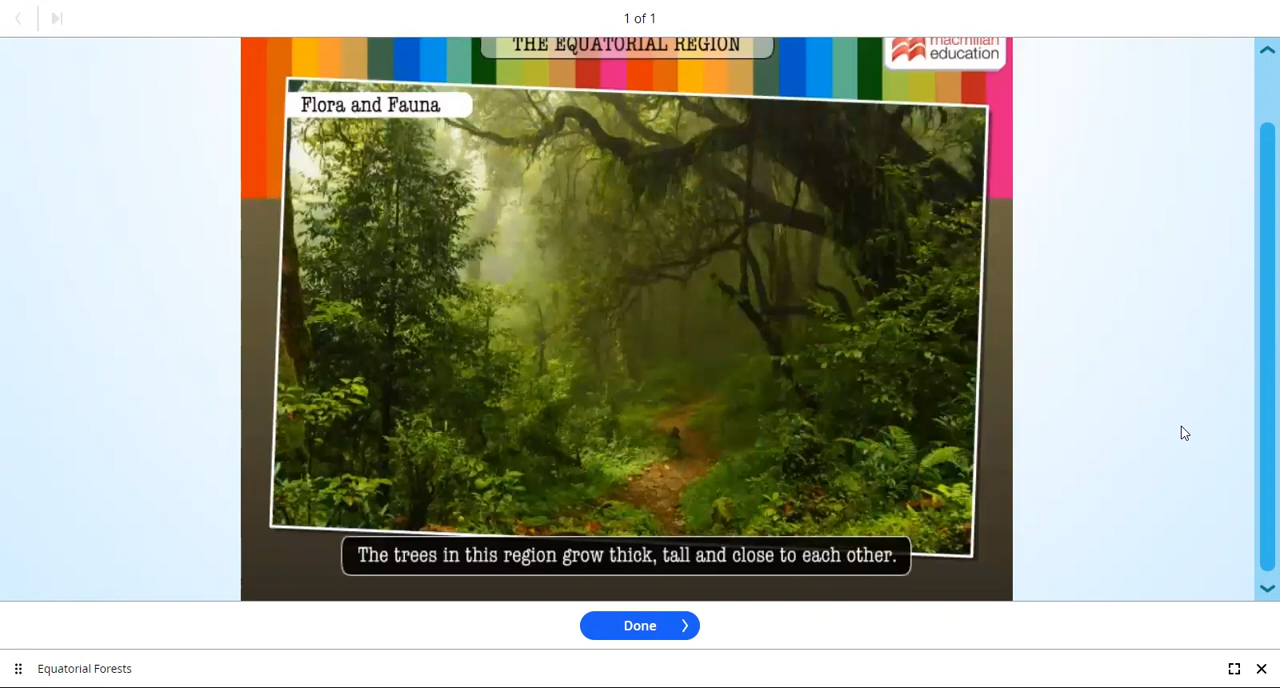 1 of 1
THE EQUATORIAL REGION
macmillan
education
Flora and Fauna
The trees in this region grow thick, tall and close to each other.
Done
Equatorial Forests